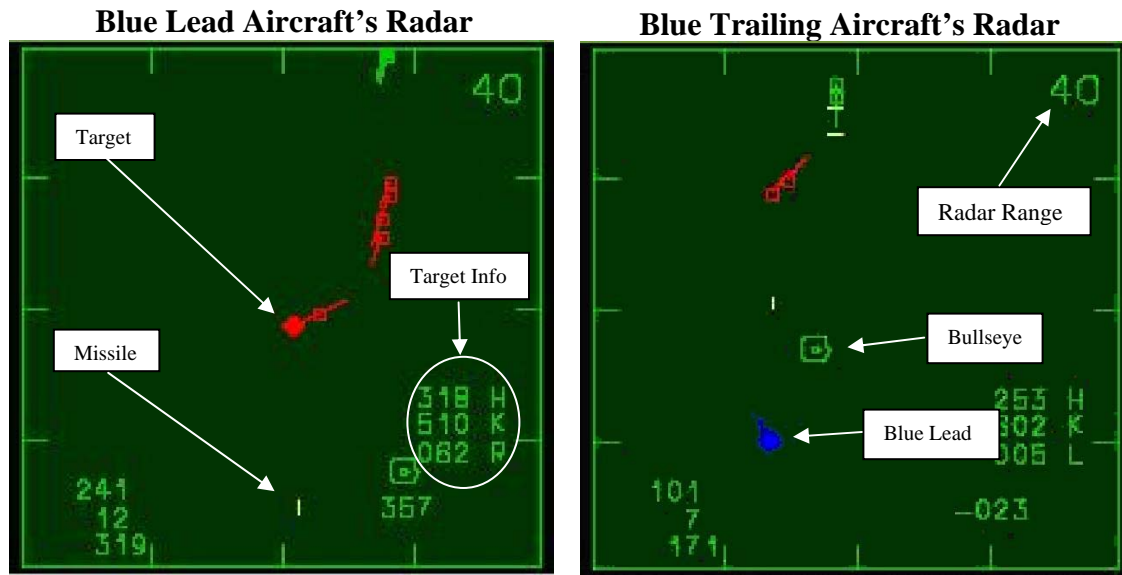 Blue Lead Aircraft's Radar
40
Target
Target Info
Missile
318 H
510 K
062 R
357
241
12
319
Blue Trailing Aircraft's Radar
40
Radar Range
Bullseye
Blue Lead
253 H
302 K
005 L
-023
101
7
171